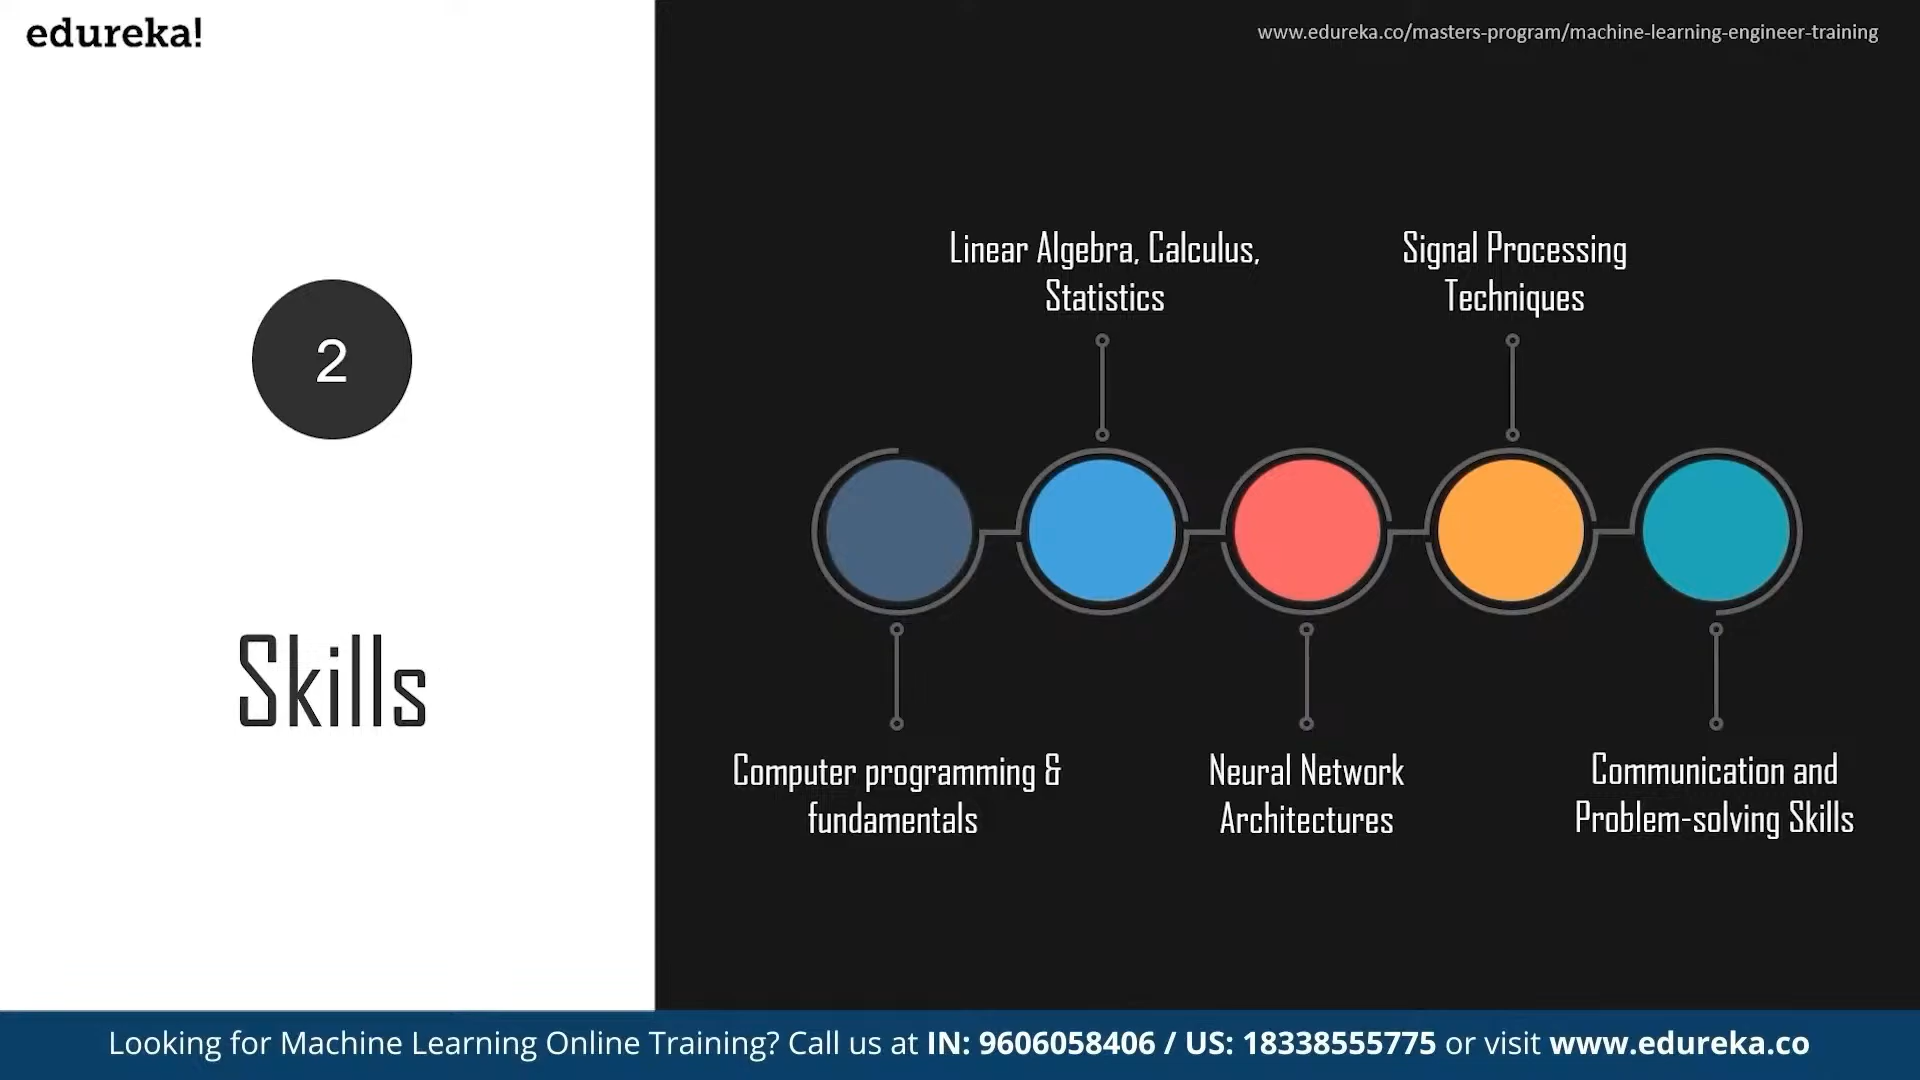 edureka!
www.edureka.co/masters-program/machine-learning-engineer-training
2
Skills
Linear Algebra, Calculus,
Statistics
Signal Processing
Techniques
Computer programming &
fundamentals
Neural Network
Architectures
Communication and
Problem-solving Skills
Looking for Machine Learning Online Training? Call us at IN: 9606058406 / US: 18338555775 or visit www.edureka.co